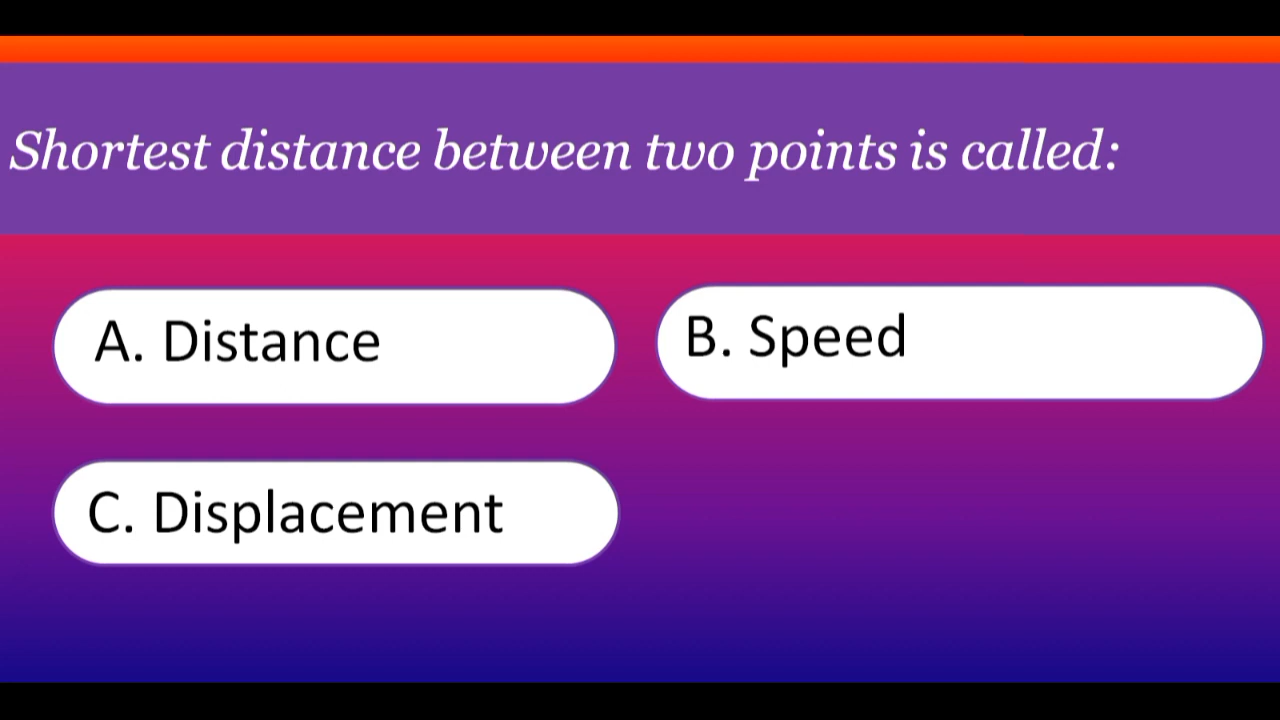 Shortest distance between two points is called:
A. Distance
B. Speed
C. Displacement